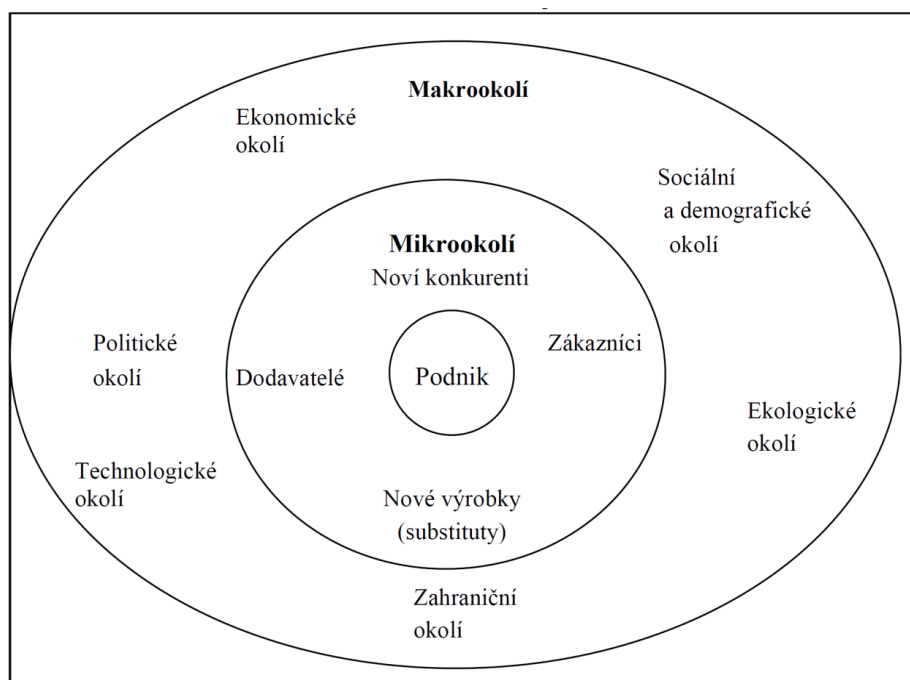 Makrookolí
Ekonomické
okolí
Sociální
a demografické
okolí
Mikrookolí
Noví konkurenti
Politické
okolí
Dodavatelé
Podnik
Zákazníci
Ekologické
okolí
Technologické
okolí
Nové výrobky
(substituty)
Zahraniční
okolí